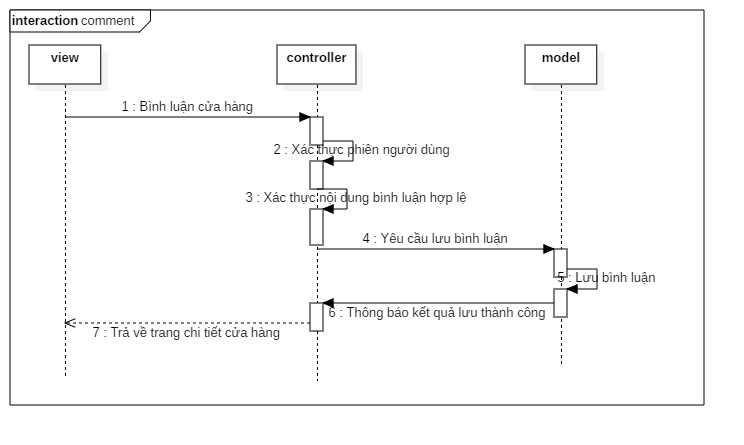 interaction comment
view
controller
model
1 : Bình luận cửa hàng
2 : Xác thực phiên người dùng
3 : Xác thực nội dung bình luận hợp lệ
4 : Yêu cầu lưu bình luận
5 : Lưu bình luận
6 : Thông báo kết quả lưu thành công
7 : Trả về trang chi tiết cửa hàng